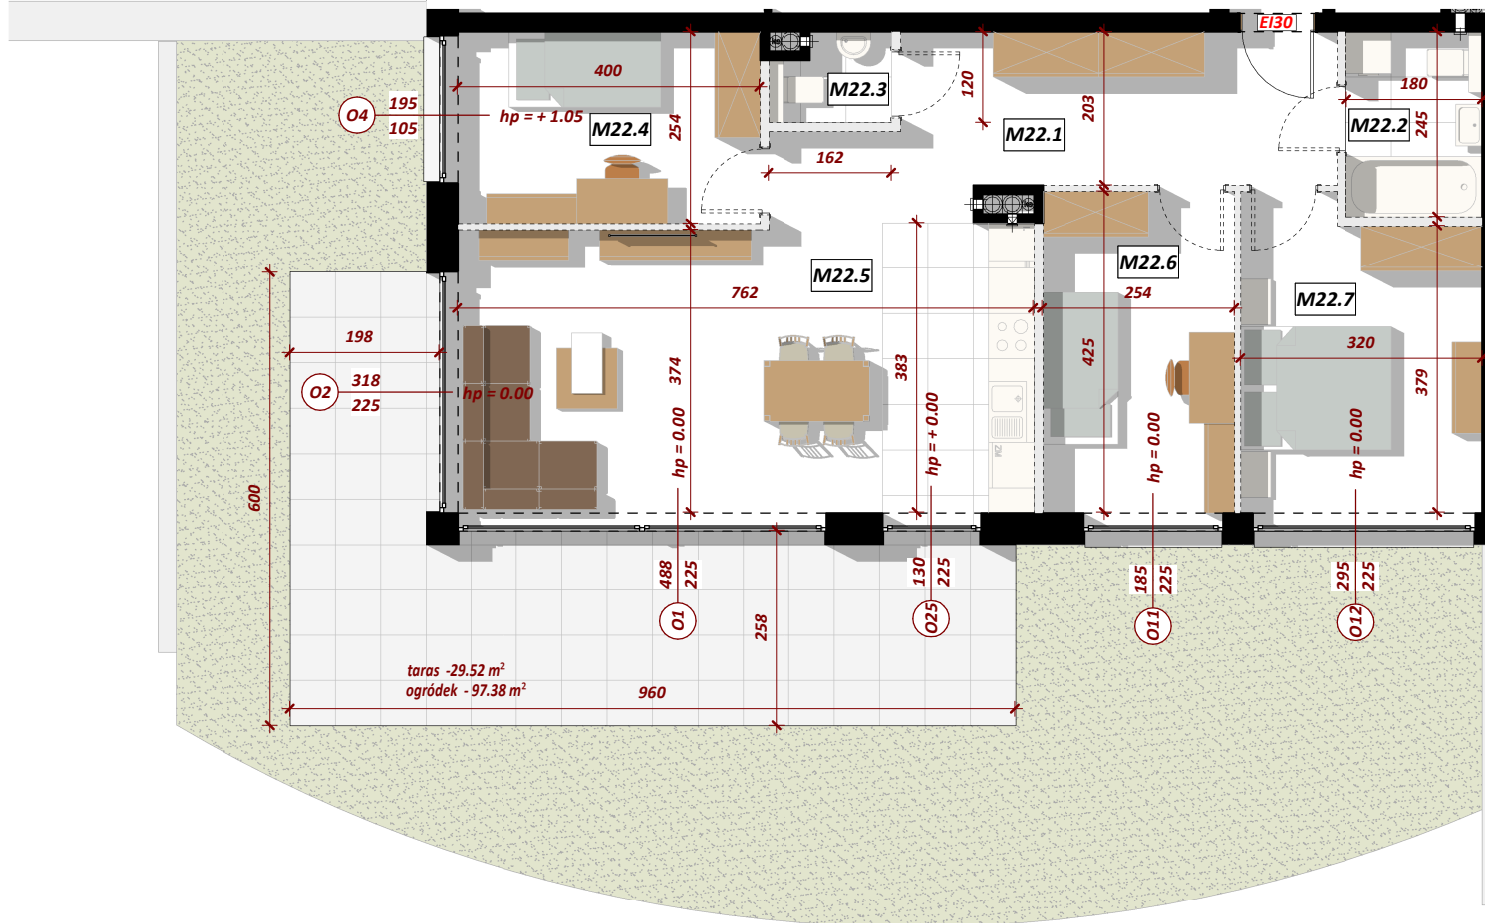 EI30
400
195
105
O4
hp = + 1.05
254
M22.4
M22.3
120
162
M22.1
203
180
M22.2
245
M22.5
762
M22.6
254
M22.7
198
O2
318
225
hp = 0.00
374
383
425
320
379
hp = 0.00
hp = + 0.00
hp = 0.00
hp = 0.00
ZM
600
488
225
O1
130
225
O25
185
225
O11
295
225
O12
258
taras -29.52 m²
ogródek - 97.38 m²
960